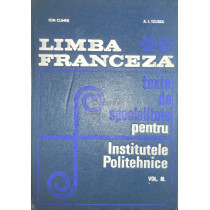 LIMBA
FRANCEZA
texte de
specialitate
pentru
Institutele
Politehnice
VOL. III.